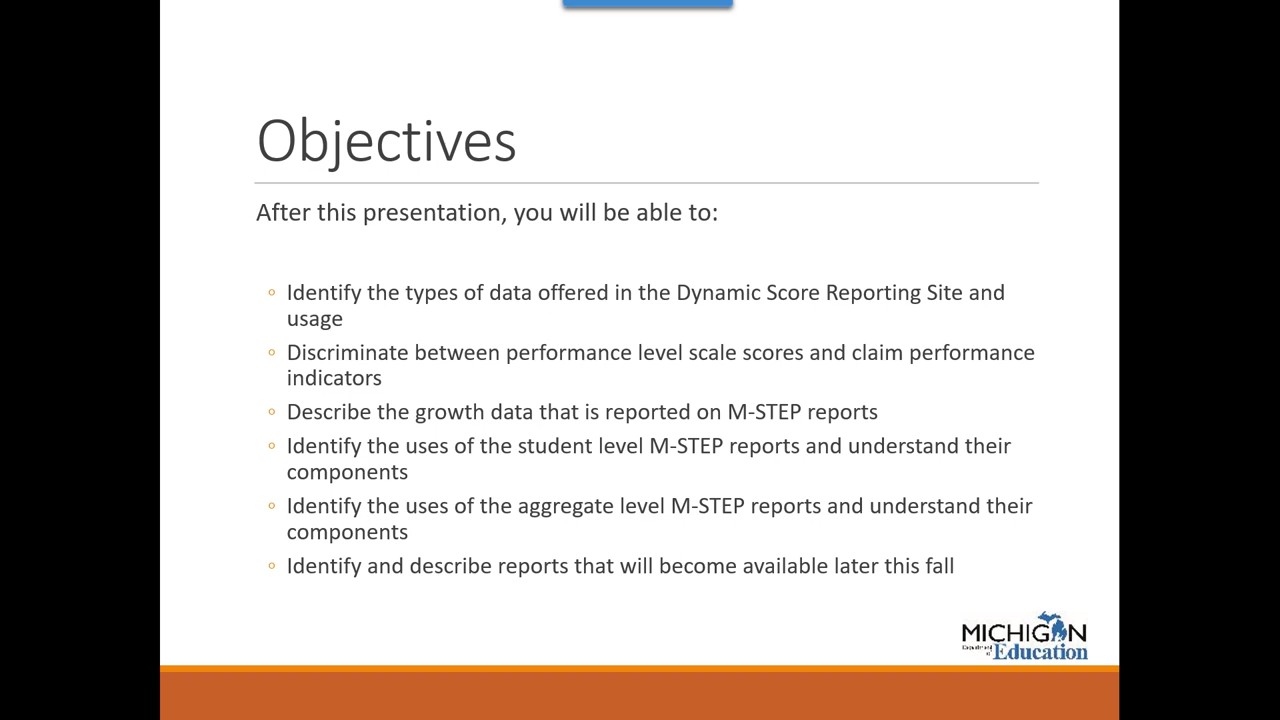 Objectives
After this presentation, you will be able to:
◦ Identify the types of data offered in the Dynamic Score Reporting Site and
usage
◦ Discriminate between performance level scale scores and claim performance
indicators
◦ Describe the growth data that is reported on M-STEP reports
◦ Identify the uses of the student level M-STEP reports and understand their
components
◦ Identify the uses of the aggregate level M-STEP reports and understand their
components
◦ Identify and describe reports that will become available later this fall
MICHIGAN
Department
of Education